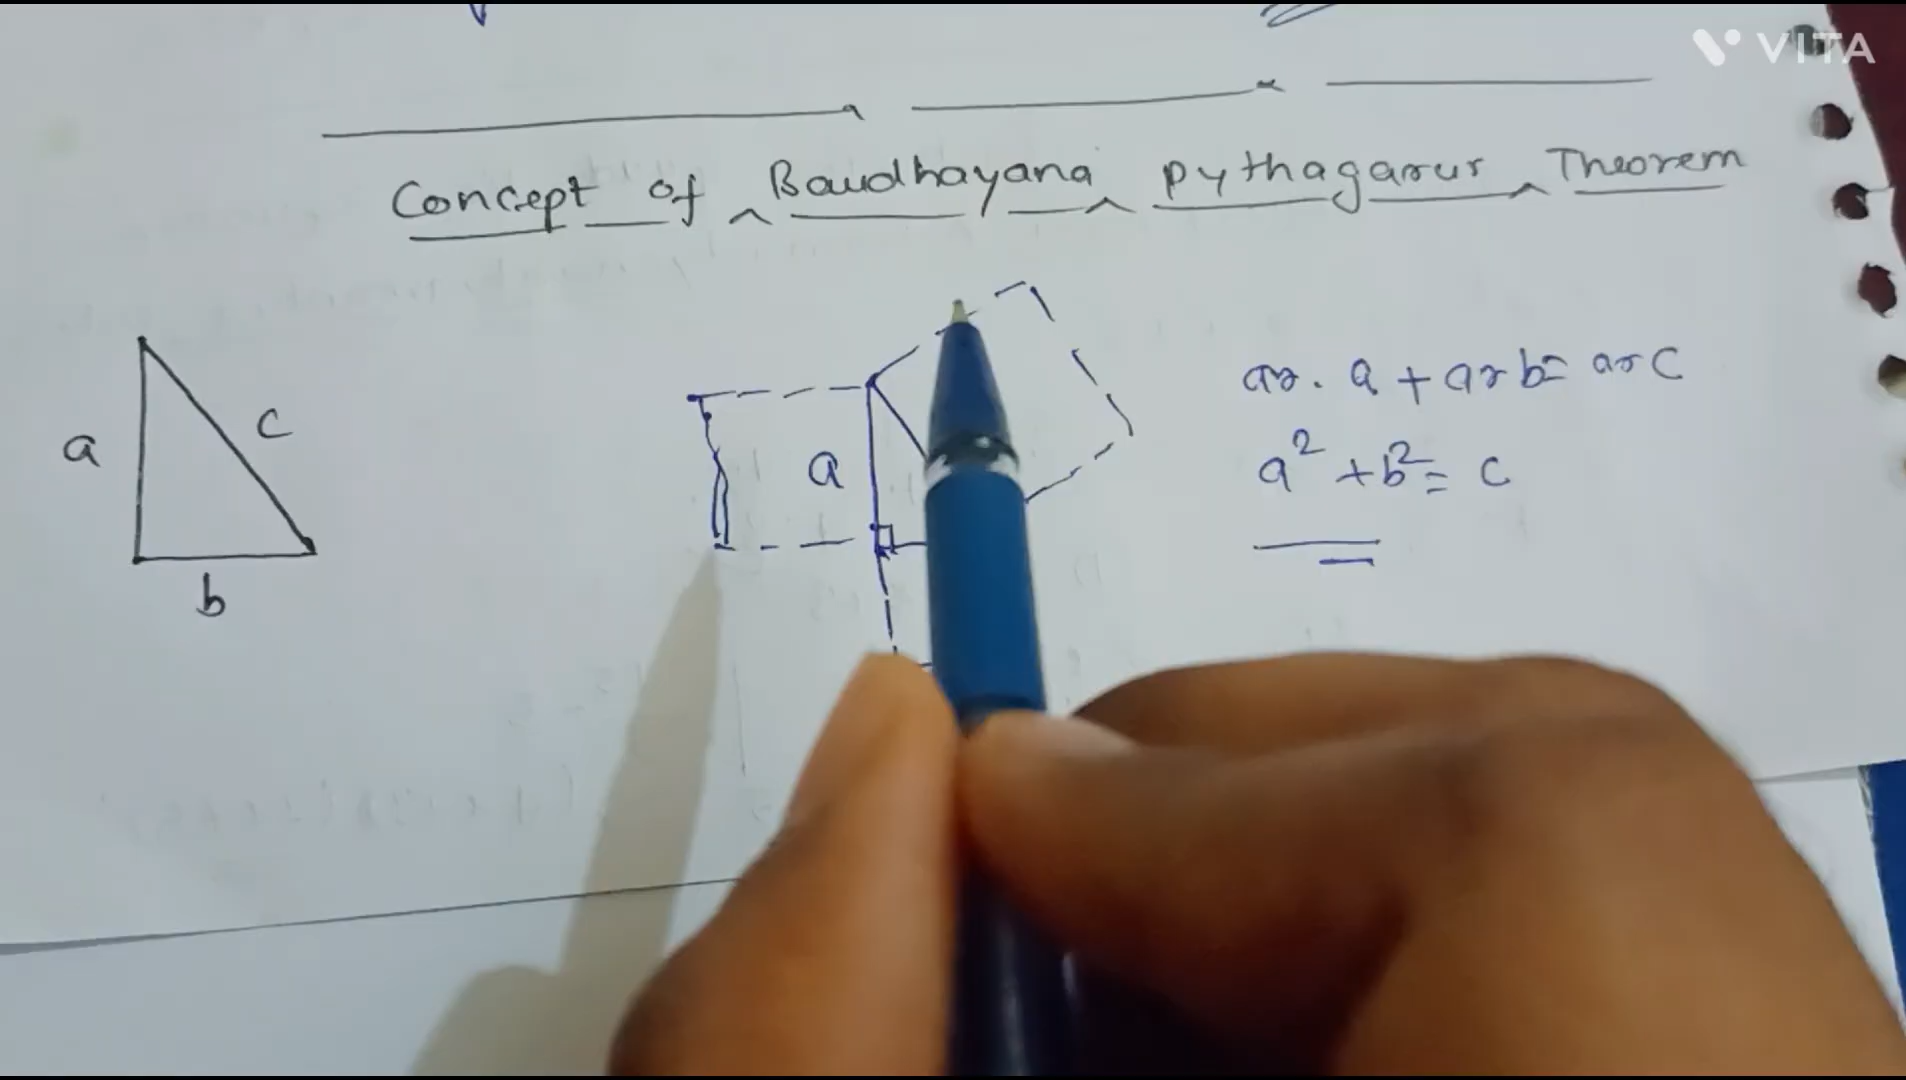 VITA
Concept of Baudhayana pythagarus Theorem
a
c
b
a
ar. a + ar b = ar c
a² + b² = c